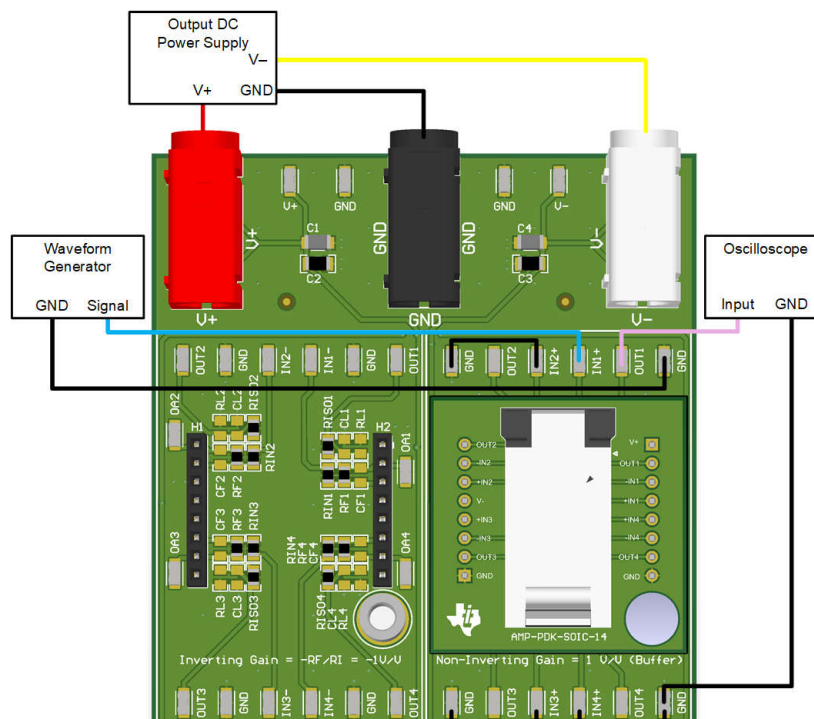 Output DC
Power Supply
V–
V+
GND
V+
GND
GND
V-
C1
C4
V+
GND
GND
V-
C2
C3
V+
GND
V-
Waveform
Generator
GND
Signal
Oscilloscope
Input
GND
OUT2
GND
IN2-
IN1-
GND
OUT1
GND
OUT2
IN2+
IN1+
OUT1
GND
OA2
RL2
CL2
RISO2
H1
RIN2
CF2
RF2
RISO1
CL1
RL1
H2
OA1
RIN1
RF1
CF1
OA3
CF3
RF3
RIN3
RL3
CL3
RISO3
RIN4
RF4
CF4
OA4
RISO4
CL4
RL4
OUT2
-IN2
+IN2
V-
+IN3
-IN3
OUT3
GND
V+
OUT1
-IN1
+IN1
+IN4
-IN4
OUT4
GND
AMP-PDK-SOIC-14
Inverting Gain = -RF/RI = -1V/V
Non-Inverting Gain = 1 V/V (Buffer)
OUT3
GND
IN3-
IN4-
GND
OUT4
GND
OUT3
IN3+
IN4+
OUT4
GND